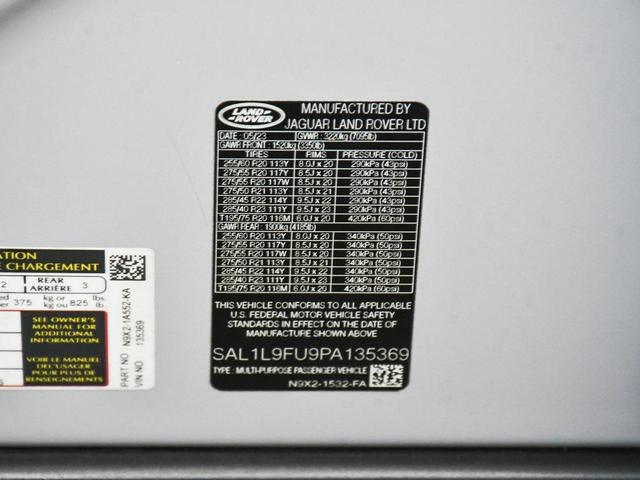 LAND
ROVER
MANUFACTURED BY
JAGUAR LAND ROVER LTD
DATE : 05/23 GVWR : 3220kg (7095lb)
GAWR FRONT : 1520kg (3350lb)
TIRES RIMS PRESSURE (COLD)
255/60 R20 113Y 8.0J x 20 290kPa (43psi)
275/55 R20 117Y 8.5J x 20 290kPa (43psi)
275/55 R20 117W 8.5J x 20 290kPa (43psi)
275/50 R21 113Y 8.5J x 21 290kPa (43psi)
285/45 R22 114Y 9.5J x 22 290kPa (43psi)
285/40 R23 111Y 9.5J x 23 290kPa (43psi)
T195/75 R20 116M 6.0J x 20 420kPa (60psi)
GAWR REAR : 1900kg (4185lb)
255/60 R20 113Y 8.0J x 20 340kPa (50psi)
275/55 R20 117Y 8.5J x 20 340kPa (50psi)
275/55 R20 117W 8.5J x 20 340kPa (50psi)
275/50 R21 113Y 8.5J x 21 340kPa (50psi)
285/45 R22 114Y 9.5J x 22 340kPa (50psi)
285/40 R23 111Y 9.5J x 23 340kPa (50psi)
T195/75 R20 116M 6.0J x 20 420kPa (60psi)
THIS VEHICLE CONFORMS TO ALL APPLICABLE
U.S. FEDERAL MOTOR VEHICLE SAFETY
STANDARDS IN EFFECT ON THE DATE OF
MANUFACTURE SHOWN ABOVE
SAL1L9FU9PA135369
TYPE : MULTI-PURPOSE PASSENGER VEHICLE
N9X2-1532-FA
ATION
E CHARGEMENT
2 REAR
ARRIÈRE 3
375 kg or
kg ou 825 lbs.
lb.
SEE OWNER'S
MANUAL FOR
ADDITIONAL
INFORMATION
VOIR LE MANUEL
DE L'USAGER
POUR PLUS DE
RENSEIGNEMENTS
PART NO N9X2-1A552-KA
VIN NO 135369